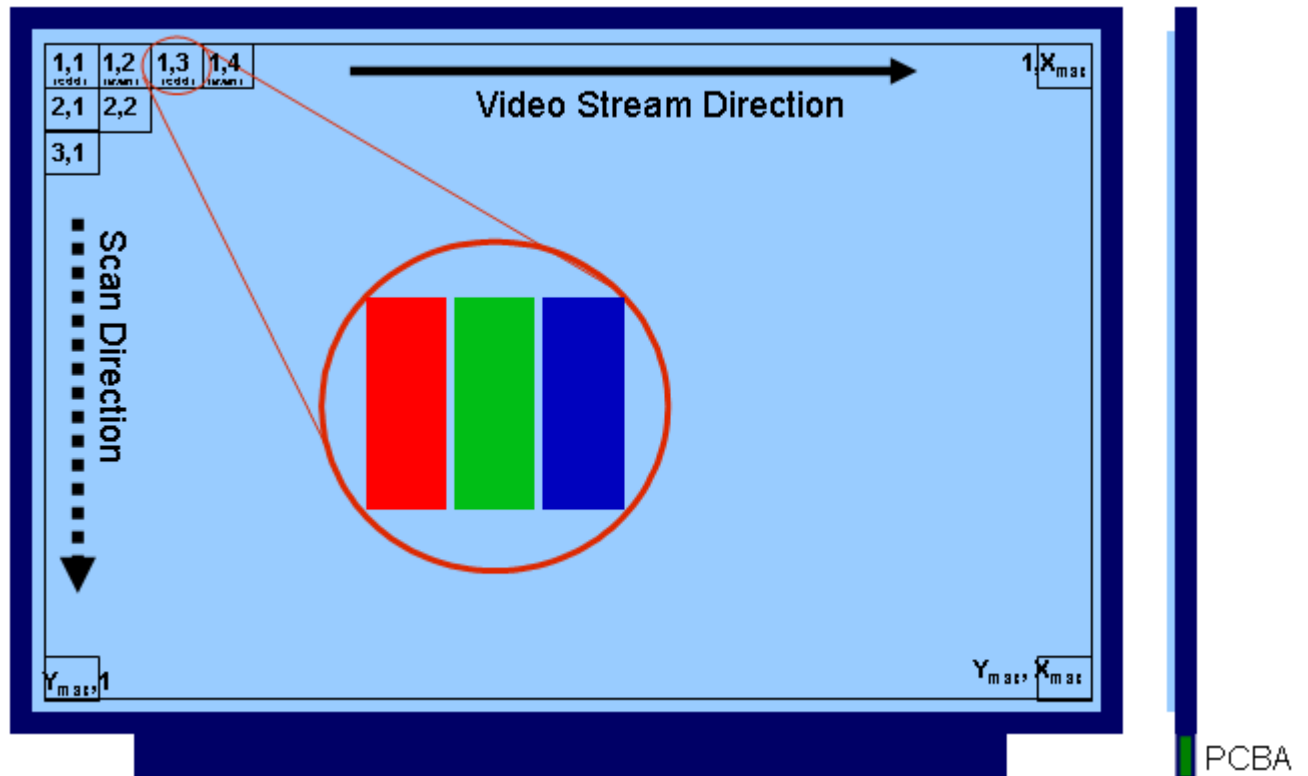 1,1 1,2 1,3 1,4
2,1 2,2
3,1
1,Xmax
Video Stream Direction
Scan Direction
Ymax,1
Ymax, Xmax
PCBA